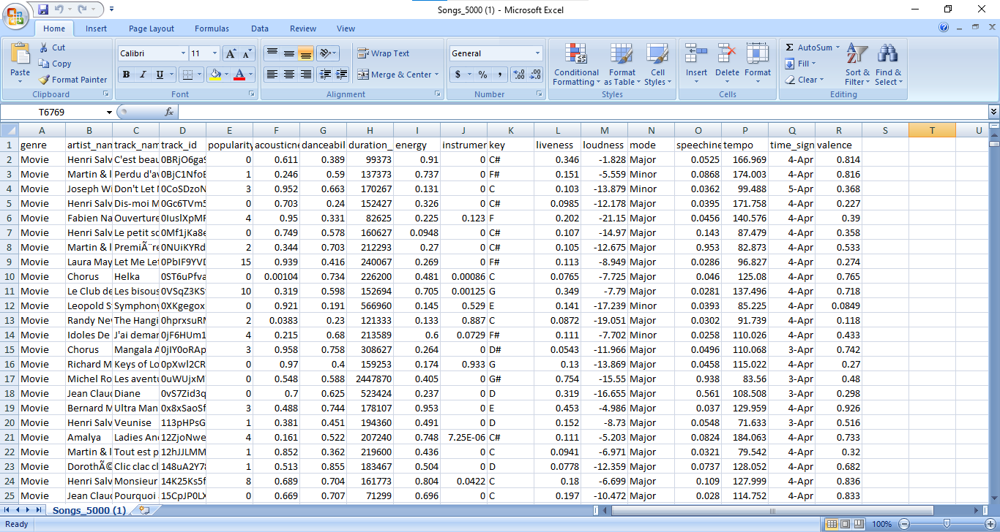 Songs_5000 (1) - Microsoft Excel
Home Insert Page Layout Formulas Data Review View
Paste Cut Copy Format Painter Clipboard
Calibri 11 A A B I U A Font
Wrap Text Merge & Center Alignment
General $ % , .00 .0 Number
Conditional Formatting Format as Table Cell Styles Styles
Insert Delete Format Cells
Σ AutoSum Fill Clear Sort & Filter Find & Select Editing
T6769 fx
A B C D E F G H I J K L M N O P Q R S T U
1 genre artist_nam track_nam track_id popularity acousticne danceabil duration_ energy instrumen key liveness loudness mode speechine tempo time_sign valence
2 Movie Henri Salv C'est beau 0BRjO6gaS 0 0.611 0.389 99373 0.91 0 C# 0.346 -1.828 Major 0.0525 166.969 4-Apr 0.814
3 Movie Martin & l Perdu d'av 0BjC1NfoE 1 0.246 0.59 137373 0.737 0 F# 0.151 -5.559 Minor 0.0868 174.003 4-Apr 0.816
4 Movie Joseph Wi Don't Let 0CoSDzoN 3 0.952 0.663 170267 0.131 0 C 0.103 -13.879 Minor 0.0362 99.488 5-Apr 0.368
5 Movie Henri Salv Dis-moi M 0Gc6TVm5 0 0.703 0.24 152427 0.326 0 C# 0.0985 -12.178 Major 0.0395 171.758 4-Apr 0.227
6 Movie Fabien Na Ouverture 0IuslXpMF 4 0.95 0.331 82625 0.225 0.123 F 0.202 -21.15 Major 0.0456 140.576 4-Apr 0.39
7 Movie Henri Salv Le petit so 0Mf1jKa8e 0 0.749 0.578 160627 0.0948 0 C# 0.107 -14.97 Major 0.143 87.479 4-Apr 0.358
8 Movie Martin & l PremiÃ¨re 0NUiKYRd 2 0.344 0.703 212293 0.27 0 C# 0.105 -12.675 Major 0.953 82.873 4-Apr 0.533
9 Movie Laura May Let Me Let 0PbIF9YVD 15 0.939 0.416 240067 0.269 0 F# 0.113 -8.949 Major 0.0286 96.827 4-Apr 0.274
10 Movie Chorus Helka 0ST6uPfva 0 0.00104 0.734 226200 0.481 0.00086 C 0.0765 -7.725 Major 0.046 125.08 4-Apr 0.765
11 Movie Le Club de Les bisous 0VSqZ3KS 10 0.319 0.598 152694 0.705 0.00125 G 0.349 -7.79 Major 0.0281 137.496 4-Apr 0.718
12 Movie Leopold S Symphony 0XKgegox 0 0.921 0.191 566960 0.145 0.529 E 0.141 -17.239 Minor 0.0393 85.225 4-Apr 0.0849
13 Movie Randy Ne The Hangi 0hprxsuR 2 0.0383 0.23 121333 0.133 0.887 C 0.0872 -19.051 Major 0.0302 91.739 4-Apr 0.118
14 Movie Idoles De J'ai deman 0jF6HUm1 4 0.215 0.68 213589 0.6 0.0729 F# 0.111 -7.702 Minor 0.0258 110.026 4-Apr 0.433
15 Movie Chorus Mangala A 0jIY0oRAp 3 0.958 0.758 308627 0.264 0 D# 0.0543 -11.966 Major 0.0496 110.068 3-Apr 0.742
16 Movie Richard M Keys of Lo 0pXwl2CR 0 0.97 0.4 159253 0.174 0.933 G 0.13 -13.869 Major 0.0458 115.022 4-Apr 0.27
17 Movie Michel Ro Les aventu 0uWUjxM 0 0.548 0.588 2447870 0.405 0 G# 0.754 -15.55 Major 0.938 83.56 3-Apr 0.48
18 Movie Jean Claud Diane 0vS7Zid3q 0 0.7 0.625 523424 0.237 0 D 0.319 -16.655 Major 0.561 108.508 3-Apr 0.298
19 Movie Bernard M Ultra Man 0x8xSaoSf 3 0.488 0.744 178107 0.953 0 E 0.453 -4.986 Major 0.037 129.959 4-Apr 0.926
20 Movie Henri Salv Veunise 113pHPsG 1 0.381 0.451 194360 0.491 0 D 0.152 -8.73 Major 0.0548 71.633 3-Apr 0.516
21 Movie Amalya Ladies And 12ZjoNwe 4 0.161 0.522 207240 0.748 7.25E-06 C# 0.111 -5.203 Major 0.0824 184.063 4-Apr 0.733
22 Movie Martin & l Tout est p 12hJJLMM 1 0.852 0.362 219600 0.436 0 C 0.0941 -6.971 Major 0.0321 79.542 4-Apr 0.32
23 Movie DorothÃ© Clic clac cl 148uA2Y78 1 0.513 0.855 183467 0.504 0 D 0.0778 -12.359 Major 0.0737 128.052 4-Apr 0.682
24 Movie Henri Salv Monsieur 14K25Ks5f 8 0.689 0.704 161773 0.804 0.0422 C 0.18 -6.699 Major 0.109 127.999 4-Apr 0.836
25 Movie Jean Claud Pourquoi 15CpJP0LX 0 0.669 0.707 71299 0.696 0 C 0.197 -10.472 Major 0.028 114.752 4-Apr 0.833
Songs_5000 (1)
Ready 100%